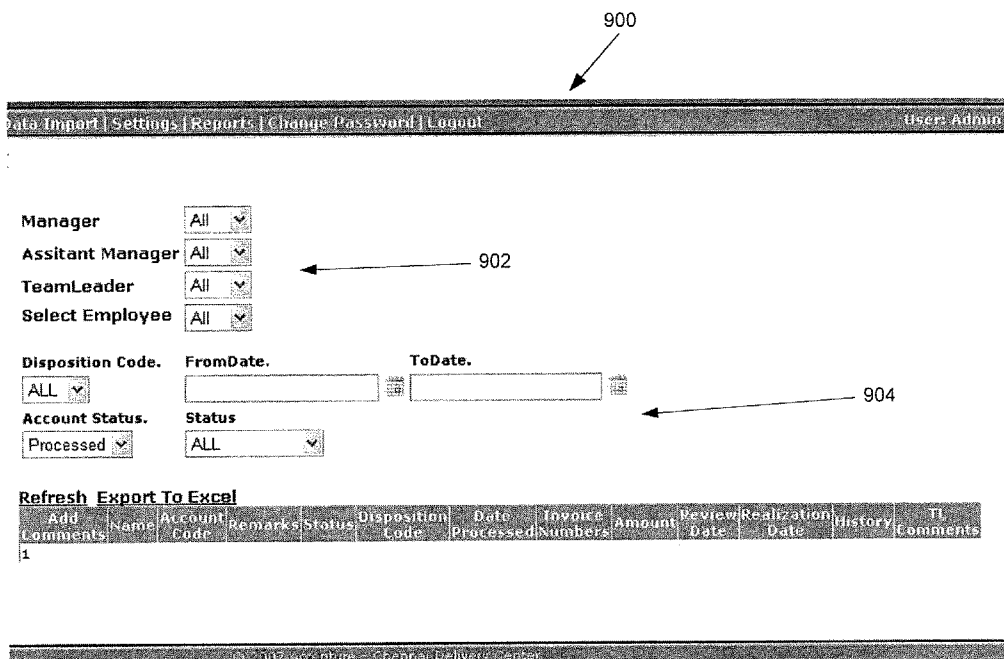 900
Data Import | Settings | Reports | Change Password | Logout User: Admin
Manager All
Assitant Manager All
902
TeamLeader All
Select Employee All
Disposition Code. FromDate. ToDate.
ALL
904
Account Status. Status
Processed ALL
Refresh Export To Excel
Add Comments Name Account Code Remarks Status Disposition Code Date Processed Invoice Numbers Amount Review Date Realization Date History TL Comments
1
Delivery Center